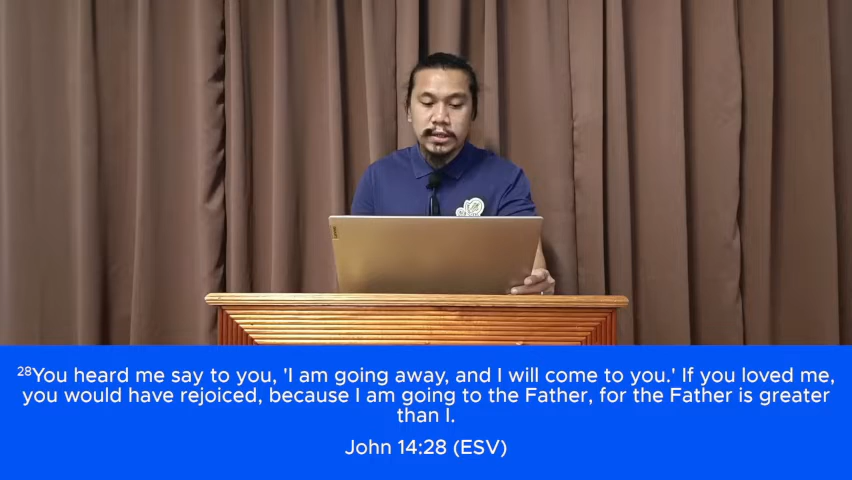 ²⁸You heard me say to you, 'I am going away, and I will come to you.' If you loved me,
you would have rejoiced, because I am going to the Father, for the Father is greater
than I.
John 14:28 (ESV)